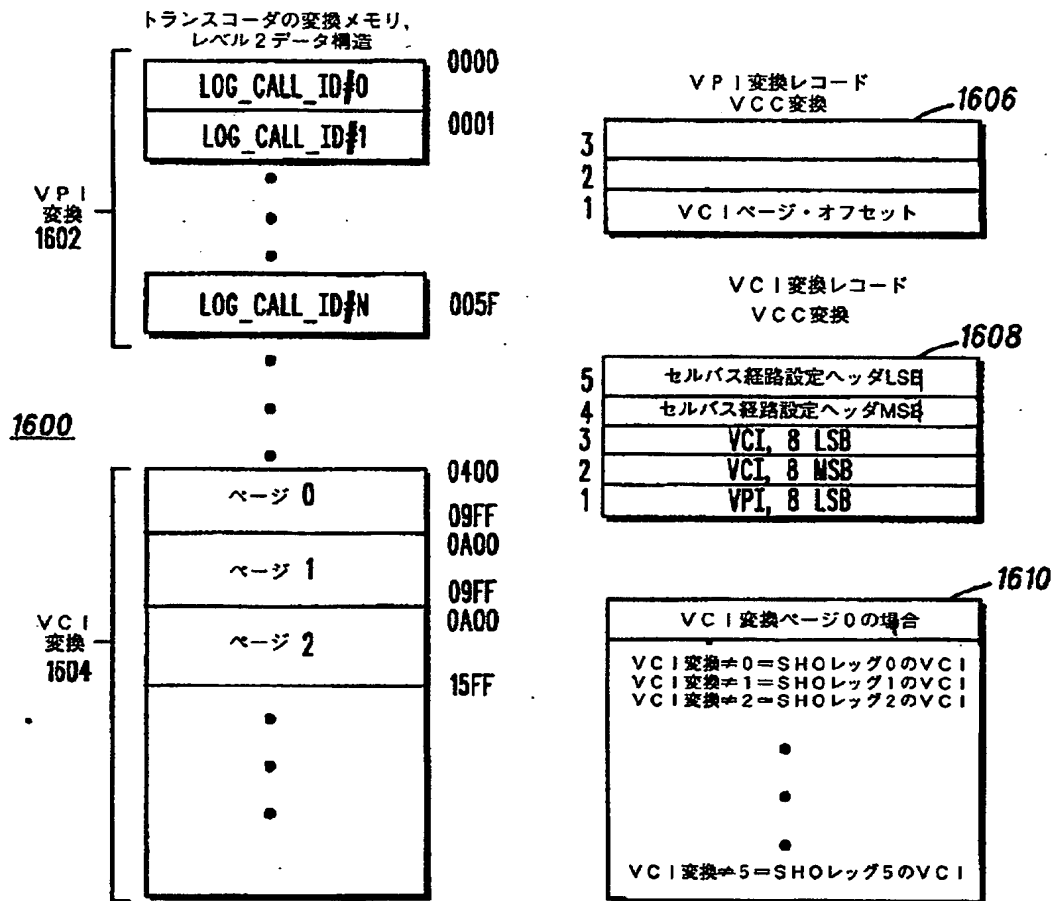 トランスコーダの変換メモリ,
レベル2データ構造
0000
LOG_CALL_ID#0
0001
LOG_CALL_ID#1
VPI
変換
1602
LOG_CALL_ID#N
005F
1600
0400
ページ 0
09FF
0A00
ページ 1
09FF
0A00
ページ 2
15FF
VCI
変換
1604
VPI変換レコード
VCC変換
1606
3
2
1
VCIページ・オフセット
VCI変換レコード
VCC変換
1608
5
セルバス経路設定ヘッダLSB
4
セルバス経路設定ヘッダMSB
3
VCI, 8 LSB
2
VCI, 8 MSB
1
VPI, 8 LSB
1610
VCI変換ページ0の場合
VCI変換≠0=SHOレッグ0のVCI
VCI変換≠1=SHOレッグ1のVCI
VCI変換≠2=SHOレッグ2のVCI
VCI変換≠5=SHOレッグ5のVCI